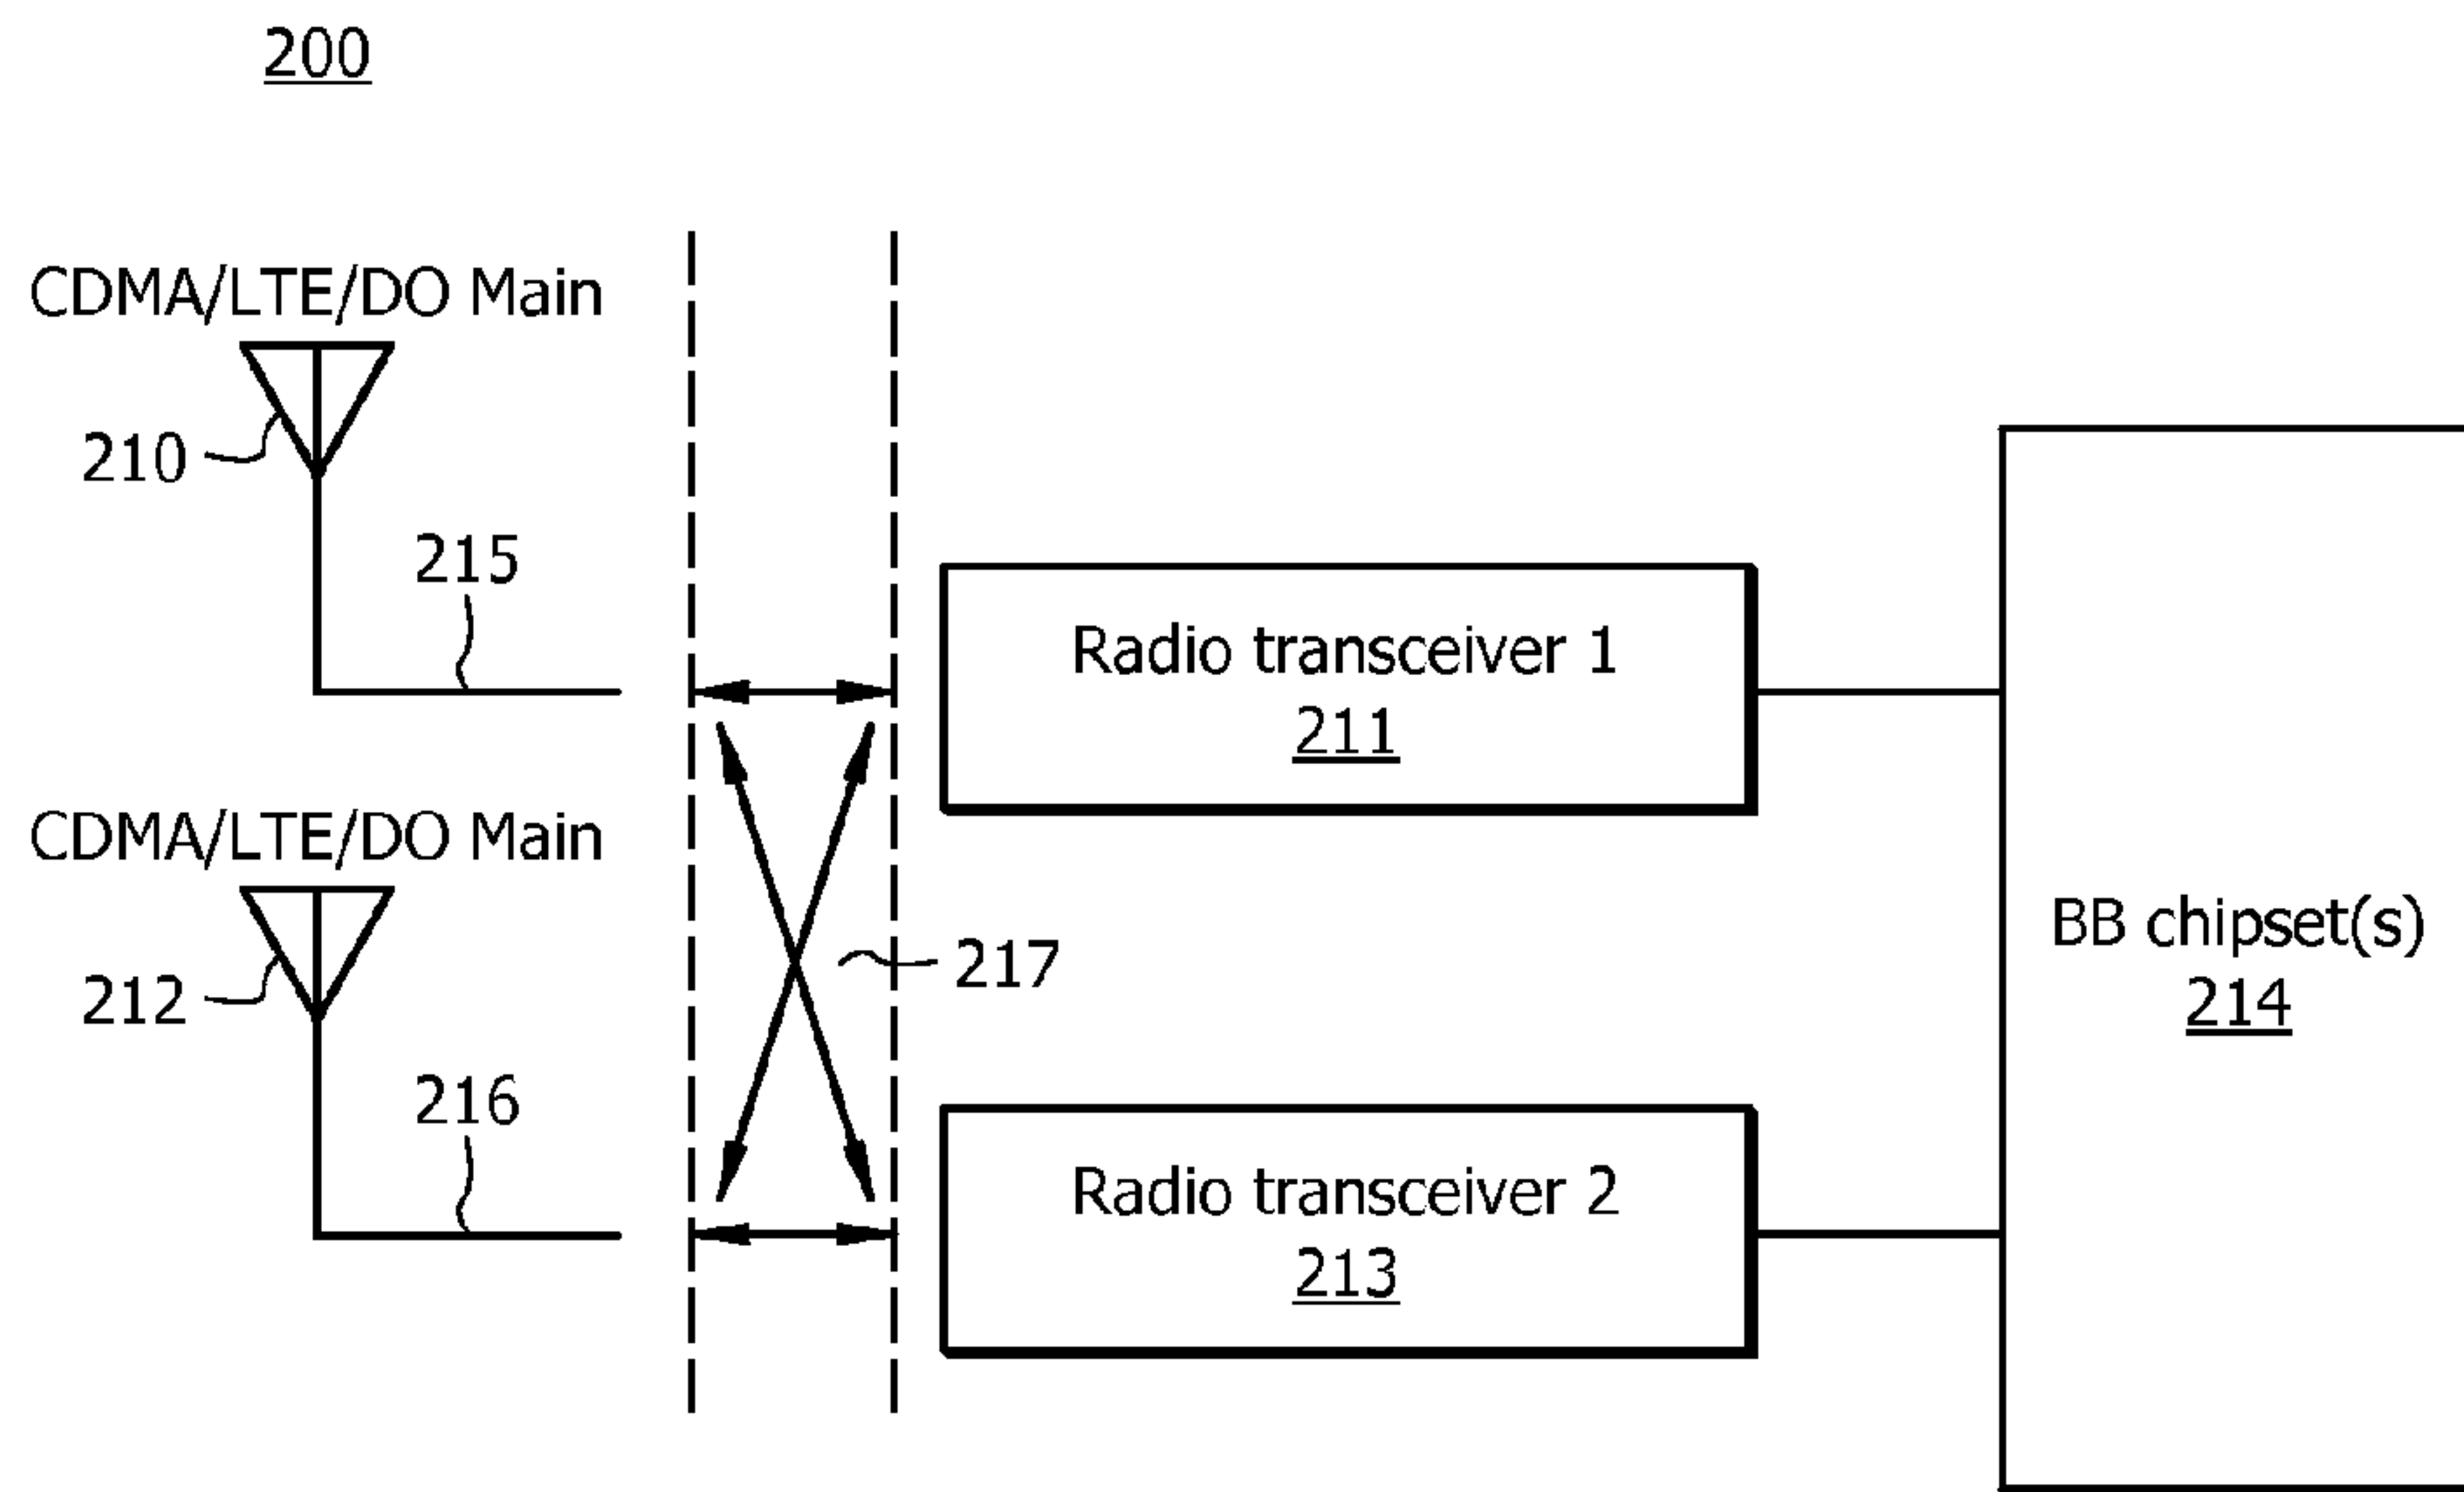 200
CDMA/LTE/DO Main
210
215
Radio transceiver 1
211
CDMA/LTE/DO Main
217
BB chipset(s)
214
212
216
Radio transceiver 2
213